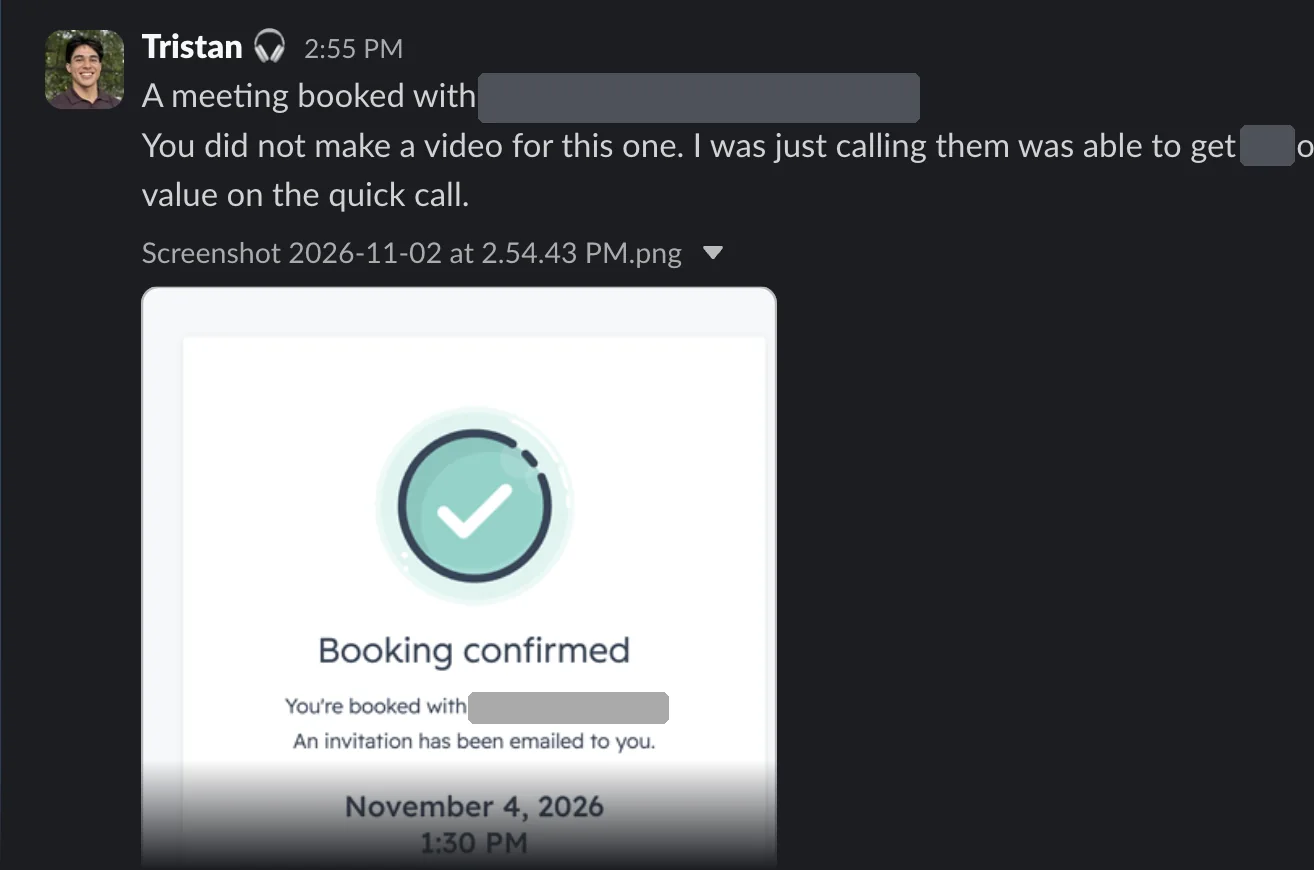 Tristan 2:55 PM
A meeting booked with
You did not make a video for this one. I was just calling them was able to get
value on the quick call.
Screenshot 2026-11-02 at 2.54.43 PM.png
Booking confirmed
You're booked with
An invitation has been emailed to you.
November 4, 2026
1:30 PM